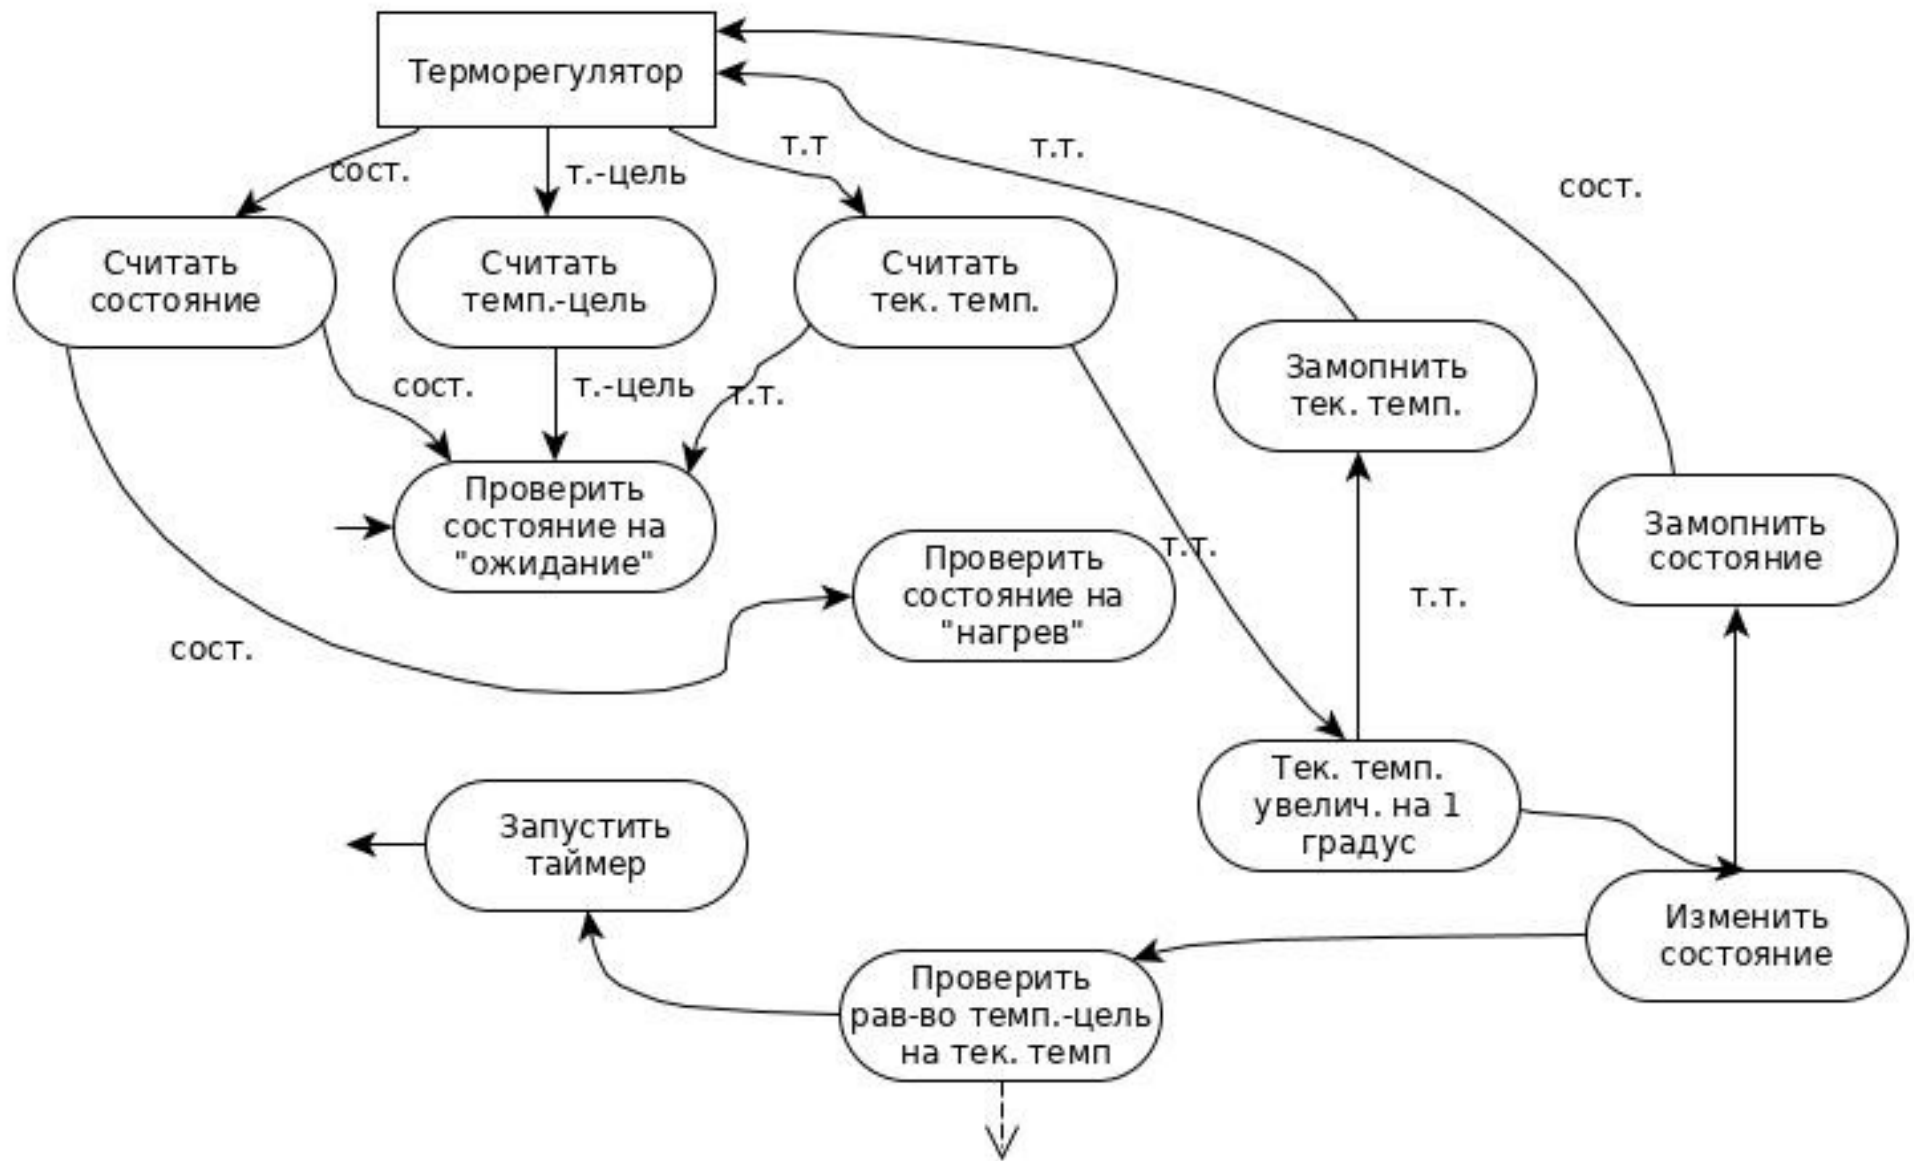 Терморегулятор
сост.
т.-цель
т.т
т.т.
сост.
Считать
состояние
Считать
темп.-цель
Считать
тек. темп.
Замопнить
тек. темп.
сост.
т.-цель
т.т.
Проверить
состояние на
"ожидание"
Проверить
состояние на
"нагрев"
т.т.
т.т.
Замопнить
состояние
сост.
Тек. темп.
увелич. на 1
градус
Запустить
таймер
Изменить
состояние
Проверить
рав-во темп.-цель
на тек. темп